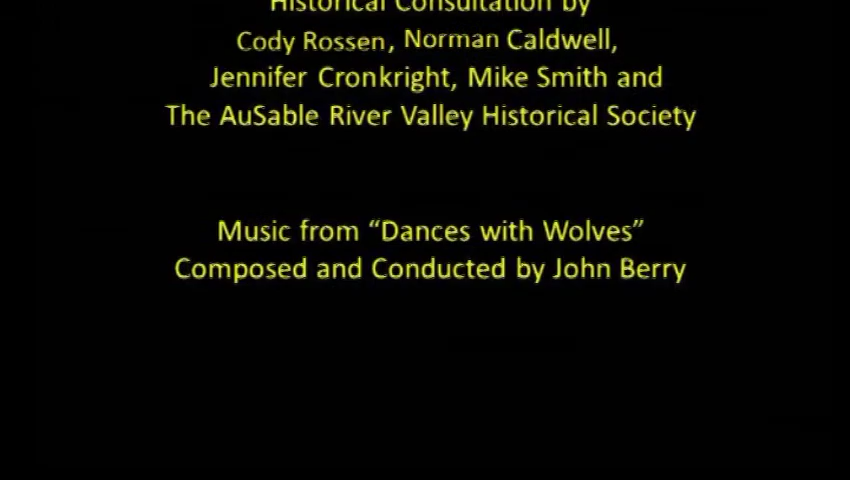 Historical Consultation by
Cody Rossen, Norman Caldwell,
Jennifer Cronkright, Mike Smith and
The AuSable River Valley Historical Society
Music from “Dances with Wolves”
Composed and Conducted by John Berry